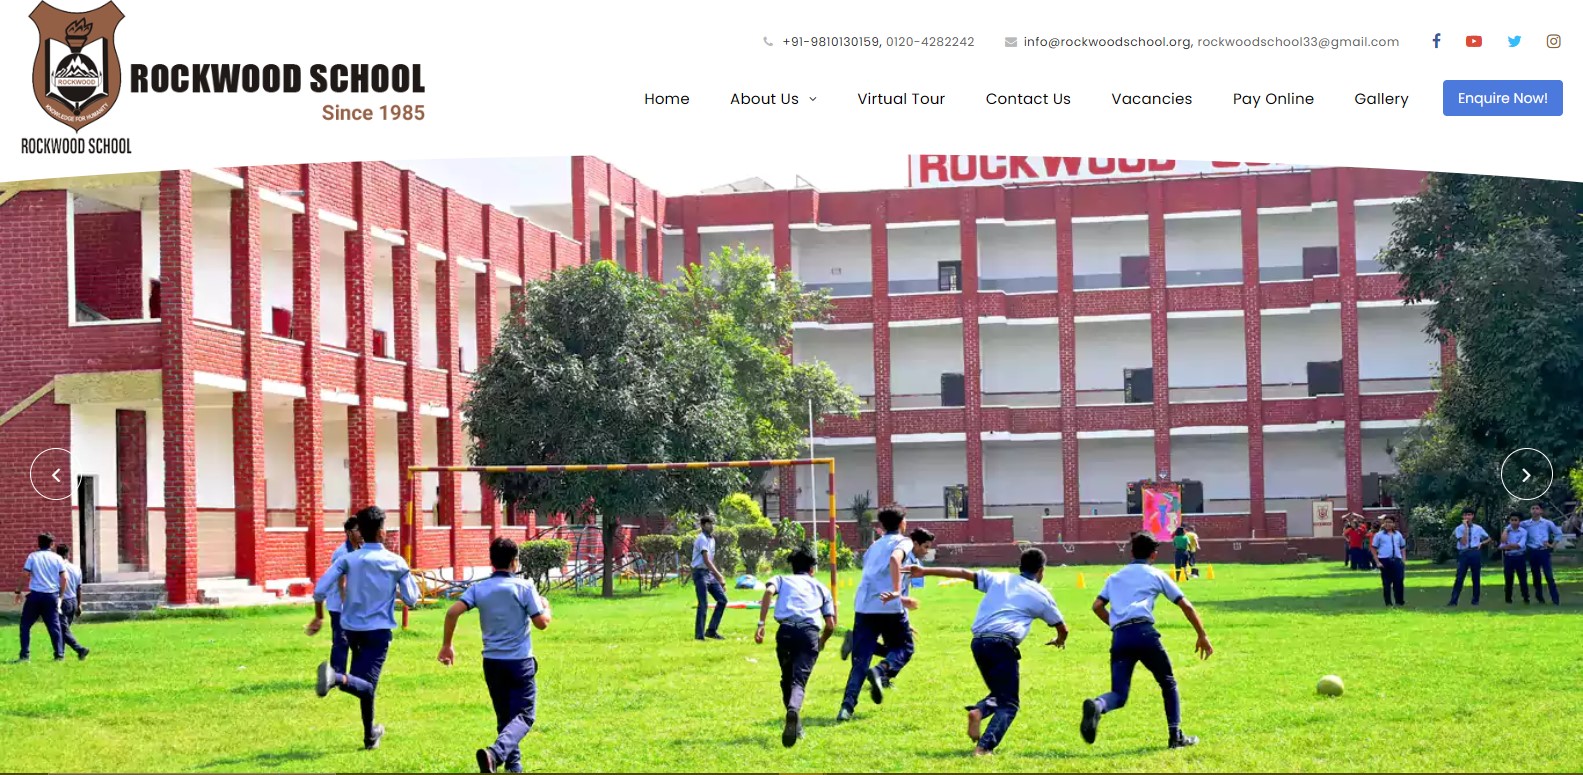 ROCKWOOD
KNOWLEDGE FOR HUMANITY
ROCKWOOD SCHOOL
ROCKWOOD SCHOOL
Since 1985
+91-9810130159, 0120-4282242
info@rockwoodschool.org, rockwoodschool33@gmail.com
Home
About Us
Virtual Tour
Contact Us
Vacancies
Pay Online
Gallery
Enquire Now!
ROCKWOOD